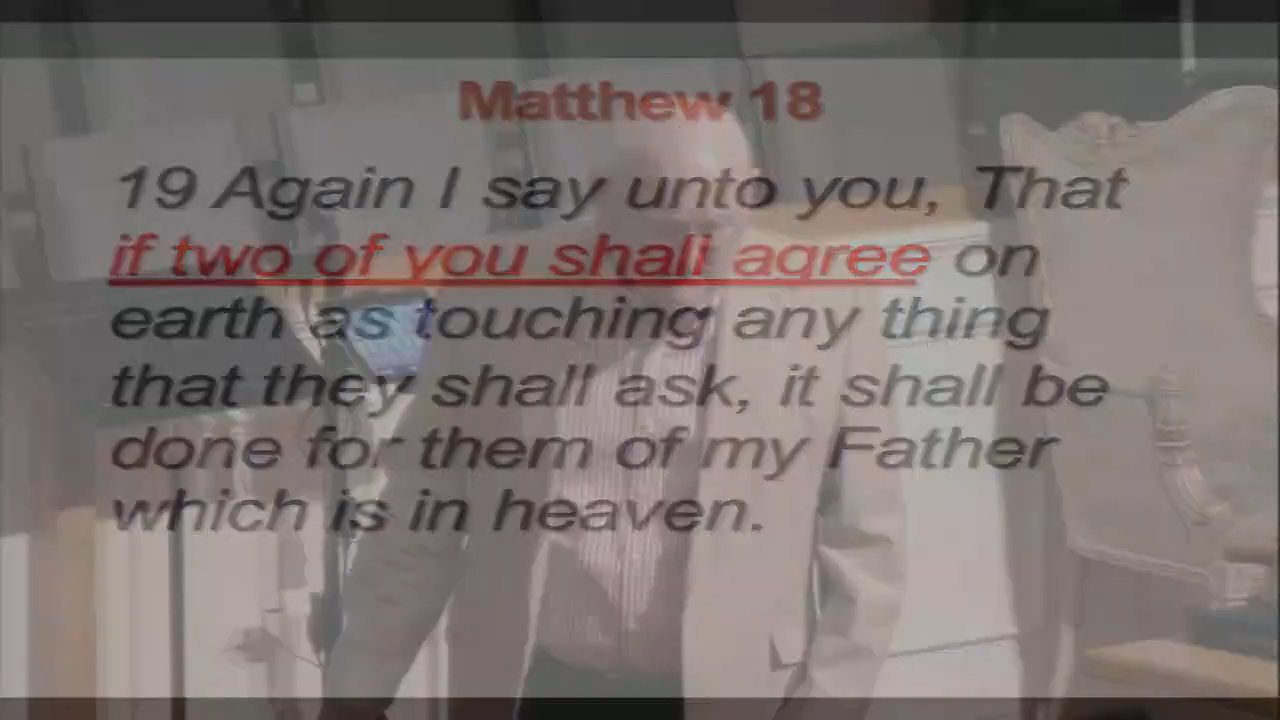 Matthew 18
19 Again I say unto you, That
if two of you shall agree on
earth as touching any thing
that they shall ask, it shall be
done for them of my Father
which is in heaven.